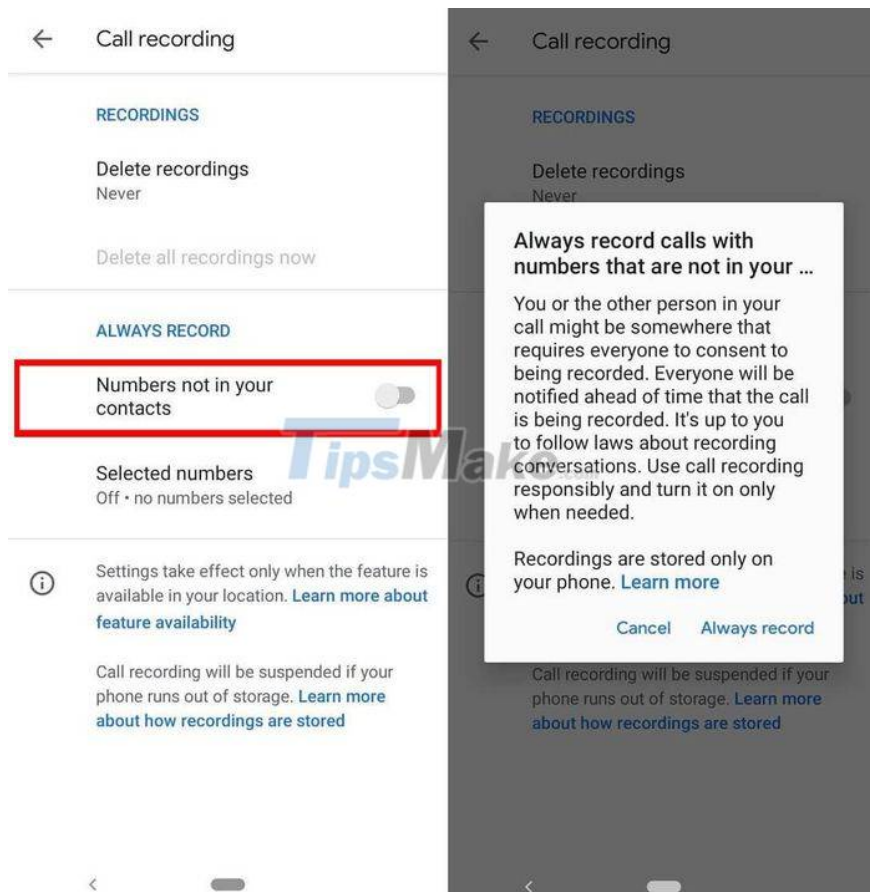 Call recording
RECORDINGS
Delete recordings
Never
Delete all recordings now
ALWAYS RECORD
Numbers not in your
contacts
Selected numbers
Off • no numbers selected
Settings take effect only when the feature is
available in your location. Learn more about
feature availability
Call recording will be suspended if your
phone runs out of storage. Learn more
about how recordings are stored
TipsMake.com
Call recording
RECORDINGS
Delete recordings
Never
Always record calls with
numbers that are not in your ...
You or the other person in your
call might be somewhere that
requires everyone to consent to
being recorded. Everyone will be
notified ahead of time that the call
is being recorded. It's up to you
to follow laws about recording
conversations. Use call recording
responsibly and turn it on only
when needed.
Recordings are stored only on
your phone. Learn more
Cancel Always record
is
out
Call recording will be suspended if your
phone runs out of storage. Learn more
about how recordings are stored